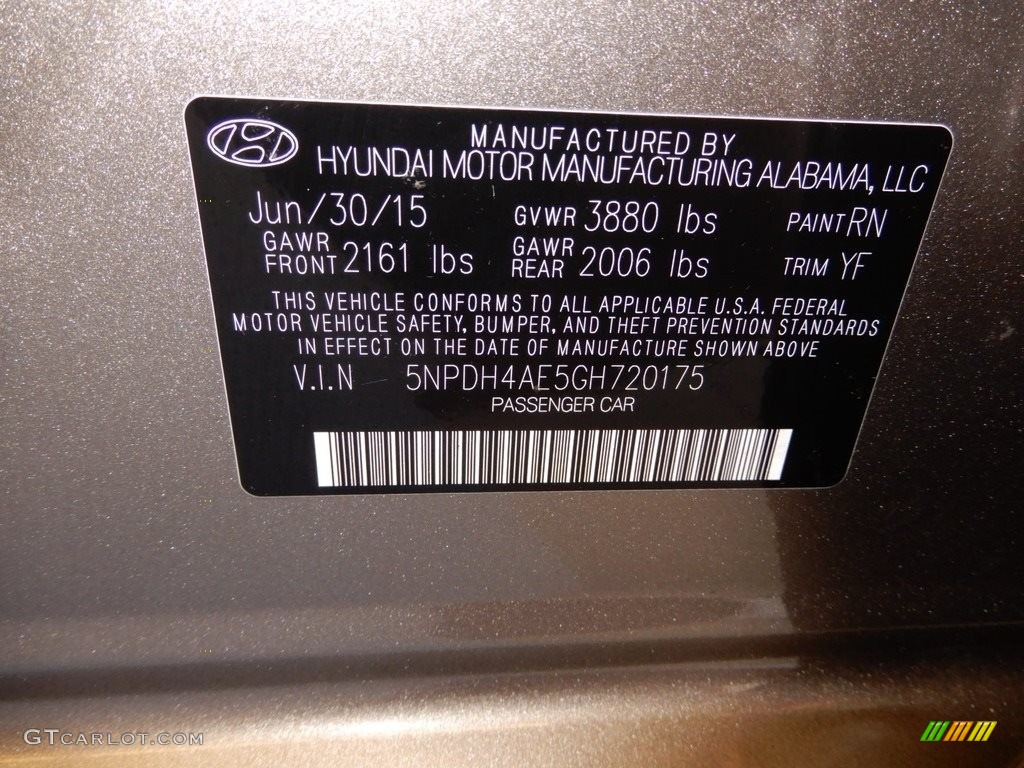 MANUFACTURED BY
HYUNDAI MOTOR MANUFACTURING ALABAMA, LLC
Jun/30/15 GVWR 3880 lbs PAINT RN
GAWR FRONT 2161 lbs GAWR REAR 2006 lbs TRIM YF
THIS VEHICLE CONFORMS TO ALL APPLICABLE U.S.A. FEDERAL
MOTOR VEHICLE SAFETY, BUMPER, AND THEFT PREVENTION STANDARDS
IN EFFECT ON THE DATE OF MANUFACTURE SHOWN ABOVE
V.I.N 5NPDH4AE5GH720175
PASSENGER CAR
GTCARLOT.COM